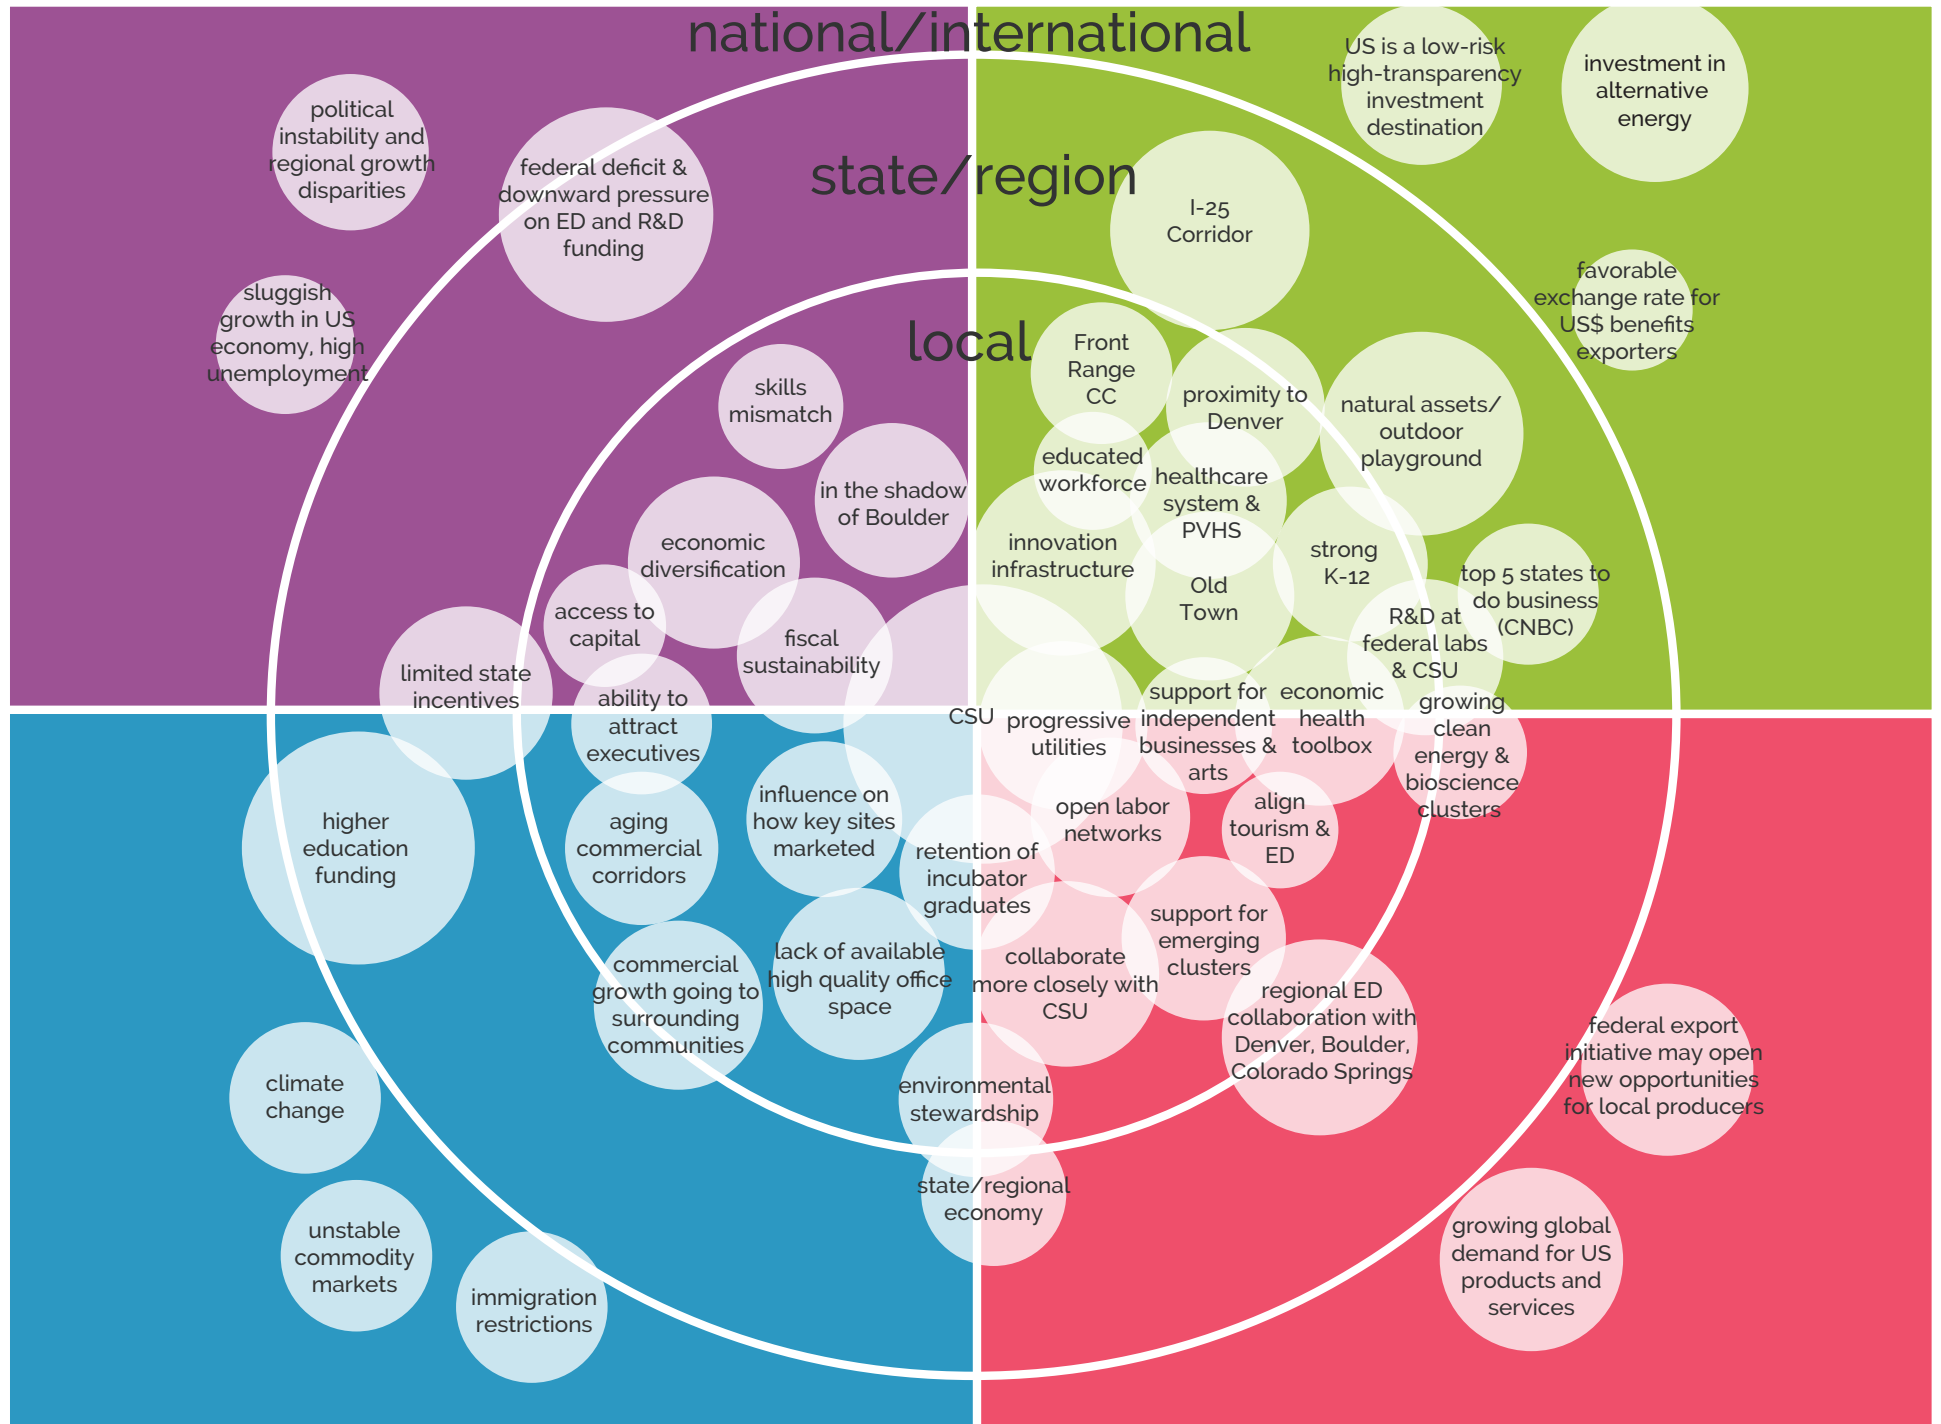 national/international
state/region
local
political
instability and
regional growth
disparities
federal deficit &
downward pressure
on ED and R&D
funding
sluggish
growth in US
economy, high
unemployment
skills
mismatch
in the shadow
of Boulder
economic
diversification
access to
capital
fiscal
sustainability
limited state
incentives
ability to
attract
executives
US is a low-risk
high-transparency
investment
destination
investment in
alternative
energy
I-25
Corridor
favorable
exchange rate for
US$ benefits
exporters
Front
Range
CC
proximity to
Denver
natural assets/
outdoor
playground
educated
workforce
healthcare
system &
PVHS
innovation
infrastructure
Old
Town
strong
K-12
top 5 states to
do business
(CNBC)
R&D at
federal labs
& CSU
CSU
progressive
utilities
support for
independent
businesses &
arts
economic
health
toolbox
growing
clean
energy &
bioscience
clusters
higher
education
funding
aging
commercial
corridors
influence on
how key sites
marketed
retention of
incubator
graduates
commercial
growth going to
surrounding
communities
lack of available
high quality office
space
climate
change
unstable
commodity
markets
immigration
restrictions
environmental
stewardship
state/regional
economy
open labor
networks
align
tourism &
ED
support for
emerging
clusters
collaborate
more closely with
CSU
regional ED
collaboration with
Denver, Boulder,
Colorado Springs
federal export
initiative may open
new opportunities
for local producers
growing global
demand for US
products and
services